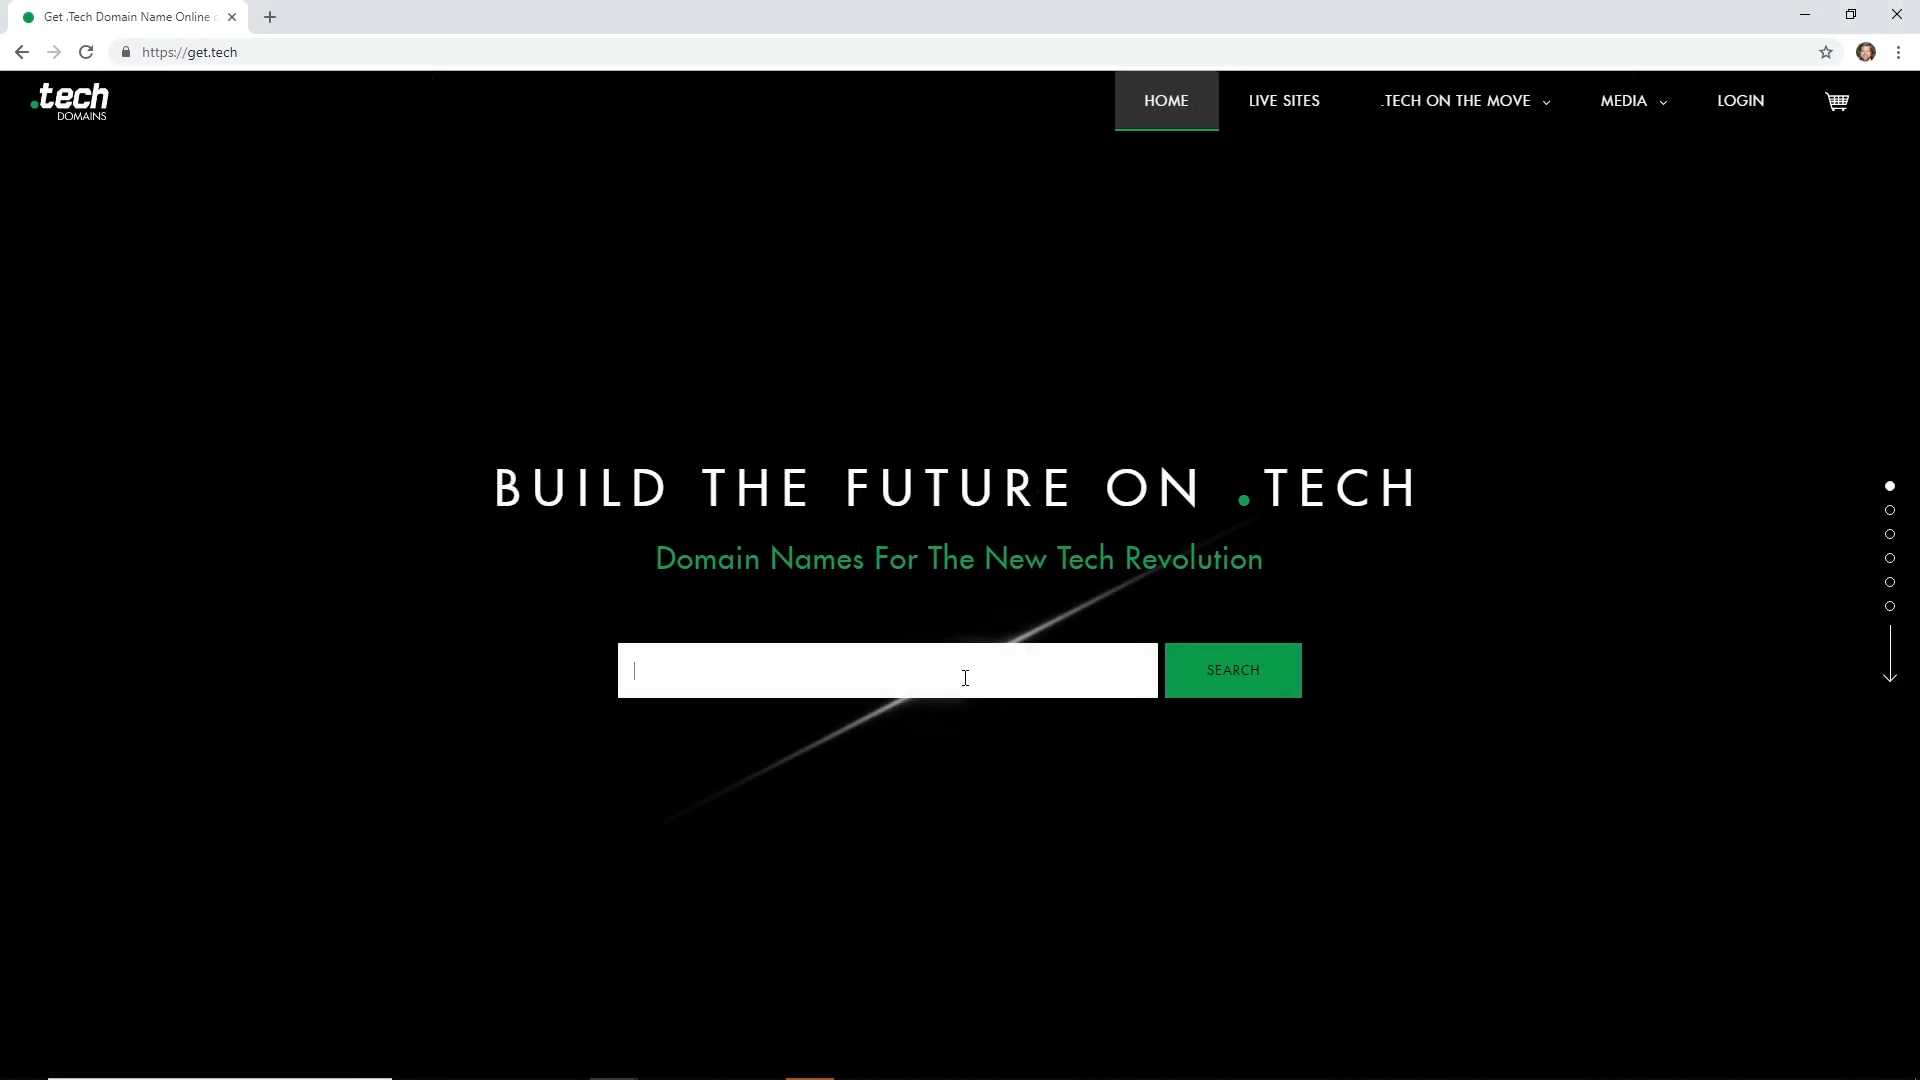 Get .Tech Domain Name Online
https://get.tech
.tech
DOMAINS
HOME
LIVE SITES
.TECH ON THE MOVE
MEDIA
LOGIN
BUILD THE FUTURE ON .TECH
Domain Names For The New Tech Revolution
SEARCH